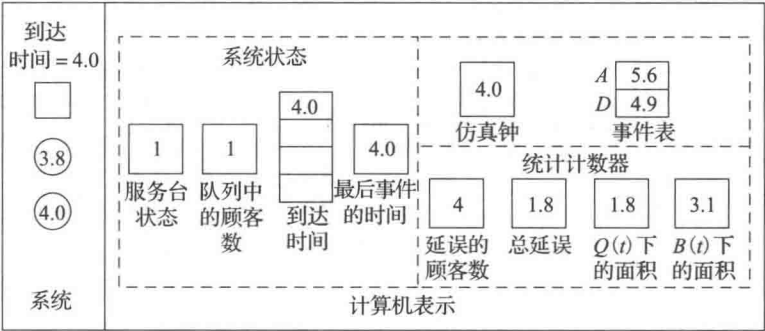 到达
时间=4.0
3.8
4.0
系统
系统状态
1
服务台
状态
1
队列中
的顾客
数
4.0
到达
时间
4.0
最后事件
的时间
4.0
仿真钟
A 5.6
D 4.9
事件表
统计计数器
4
延误的
顾客数
1.8
总延误
1.8
Q(t)下
的面积
3.1
B(t)下
的面积
计算机表示